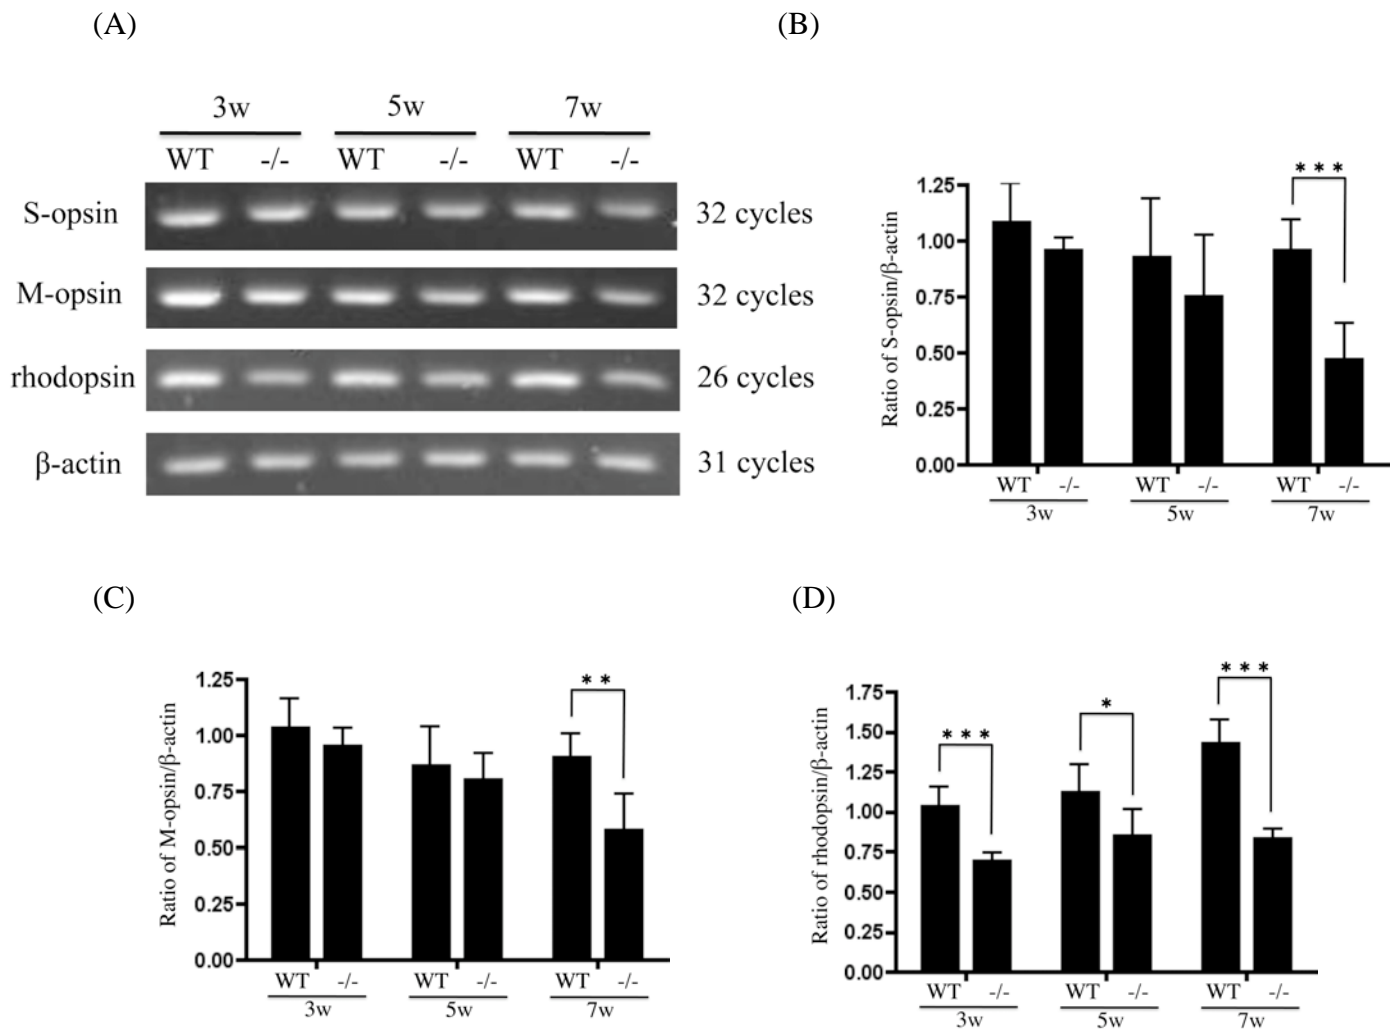 (A)
3w 5w 7w
WT -/- WT -/- WT -/-
S-opsin 32 cycles
M-opsin 32 cycles
rhodopsin 26 cycles
β-actin 31 cycles
(B)
Ratio of S-opsin/β-actin
* * *
1.25
1.00
0.75
0.50
0.25
0.00
WT -/- WT -/- WT -/-
3w 5w 7w
(C)
Ratio of M-opsin/β-actin
* *
1.25
1.00
0.75
0.50
0.25
0.00
WT -/- WT -/- WT -/-
3w 5w 7w
(D)
Ratio of rhodopsin/β-actin
* * * * * * *
1.75
1.50
1.25
1.00
0.75
0.50
0.25
0.00
WT -/- WT -/- WT -/-
3w 5w 7w